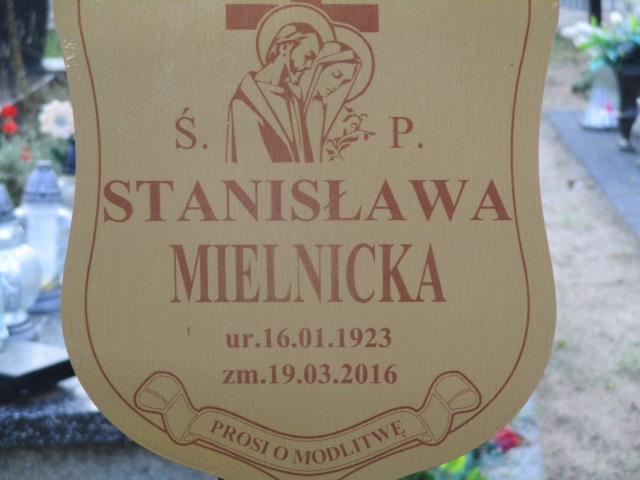 Ś. P.
STANISŁAWA
MIELNICKA
ur.16.01.1923
zm.19.03.2016
PROSI O MODLITWĘ